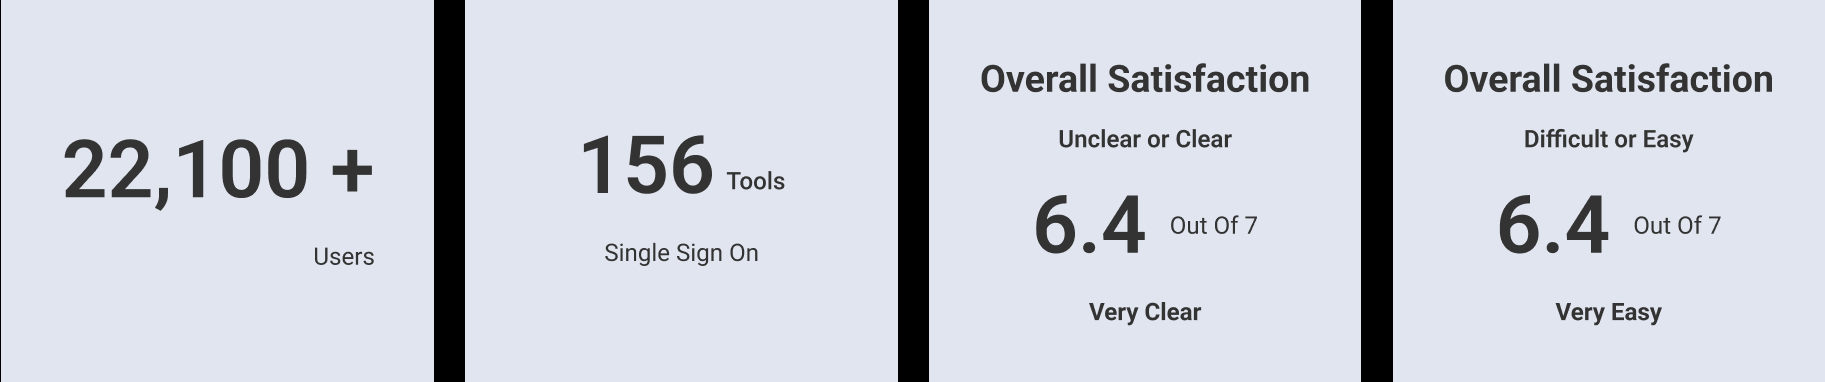 22,100 +
Users
156 Tools
Single Sign On
Overall Satisfaction
Unclear or Clear
6.4 Out Of 7
Very Clear
Overall Satisfaction
Difficult or Easy
6.4 Out Of 7
Very Easy